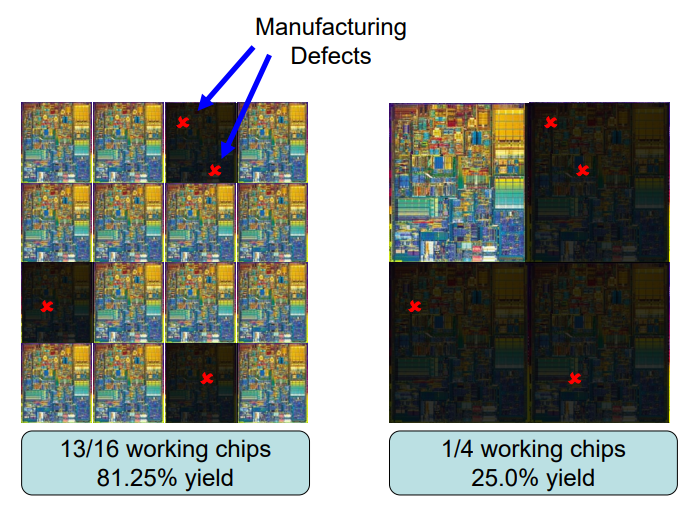 Manufacturing
Defects
13/16 working chips
81.25% yield
1/4 working chips
25.0% yield